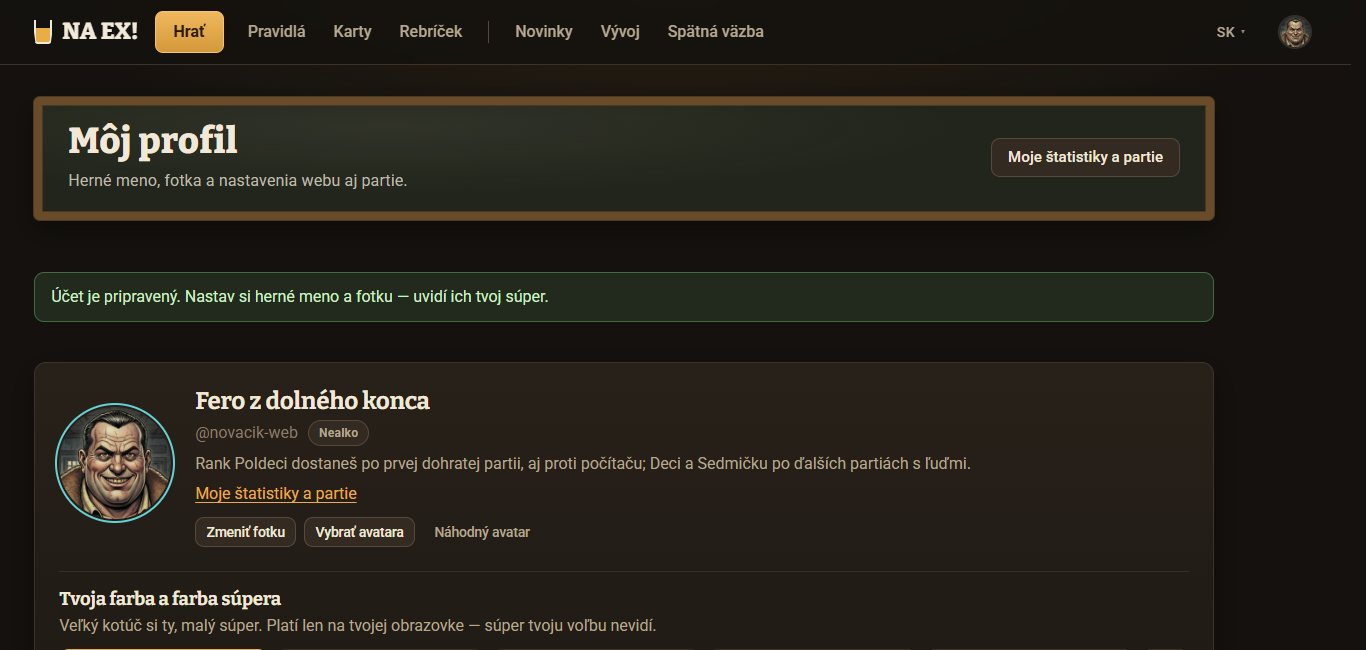 NA EX!
Hrať
Pravidlá
Karty
Rebríček
Novinky
Vývoj
Spätná väzba
SK
Môj profil
Herné meno, fotka a nastavenia webu aj partie.
Moje štatistiky a partie
Účet je pripravený. Nastav si herné meno a fotku — uvidí ich tvoj súper.
Fero z dolného konca
@novacik-web
Nealko
Rank Poldeci dostaneš po prvej dohratej partii, aj proti počítaču; Deci a Sedmičku po ďalších partiách s ľuďmi.
Moje štatistiky a partie
Zmeniť fotku
Vybrať avatara
Náhodný avatar
Tvoja farba a farba súpera
Veľký kotúč si ty, malý súper. Platí len na tvojej obrazovke — súper tvoju voľbu nevidí.